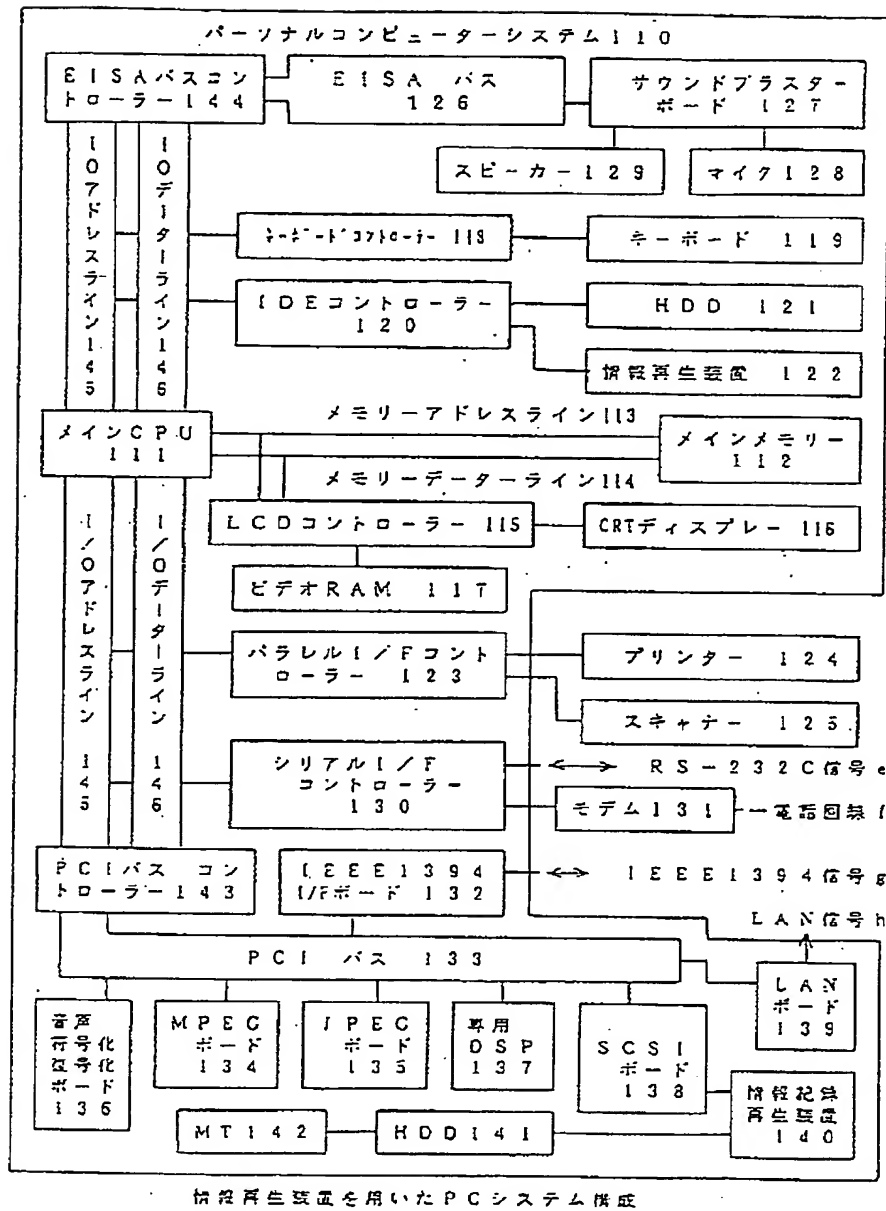 パーソナルコンピューターシステム110
EISAバスコン
トローラー144
EISA バス
126
サウンドブラスター
ボード 127
スピーカー129
マイク128
IOアドレスライン145
IOデーターライン146
キーボードコントローラー 118
キーボード 119
IDEコントローラー
120
HDD 121
情報再生装置 122
メモリーアドレスライン113
メインCPU
111
メインメモリー
112
メモリーデーターライン114
LCDコントローラー 115
CRTディスプレー 116
ビデオRAM 117
I/Oアドレスライン 145
I/Oデーターライン 146
パラレルI/Fコント
ローラー 123
プリンター 124
スキャナー 125
シリアルI/F
コントローラー
130
RS-232C信号e
モデム131
電話回線f
PCIバス コン
トローラー143
IEEE1394
I/Fボード 132
IEEE1394信号g
LAN信号h
PCI バス 133
LAN
ボード
139
音声
符号化
復号化
ボード
136
MPEG
ボード
134
JPEG
ボード
135
専用
DSP
137
SCSI
ボード
138
情報記録
再生装置
140
MT142
HDD141
情報再生装置を用いたPCシステム構成